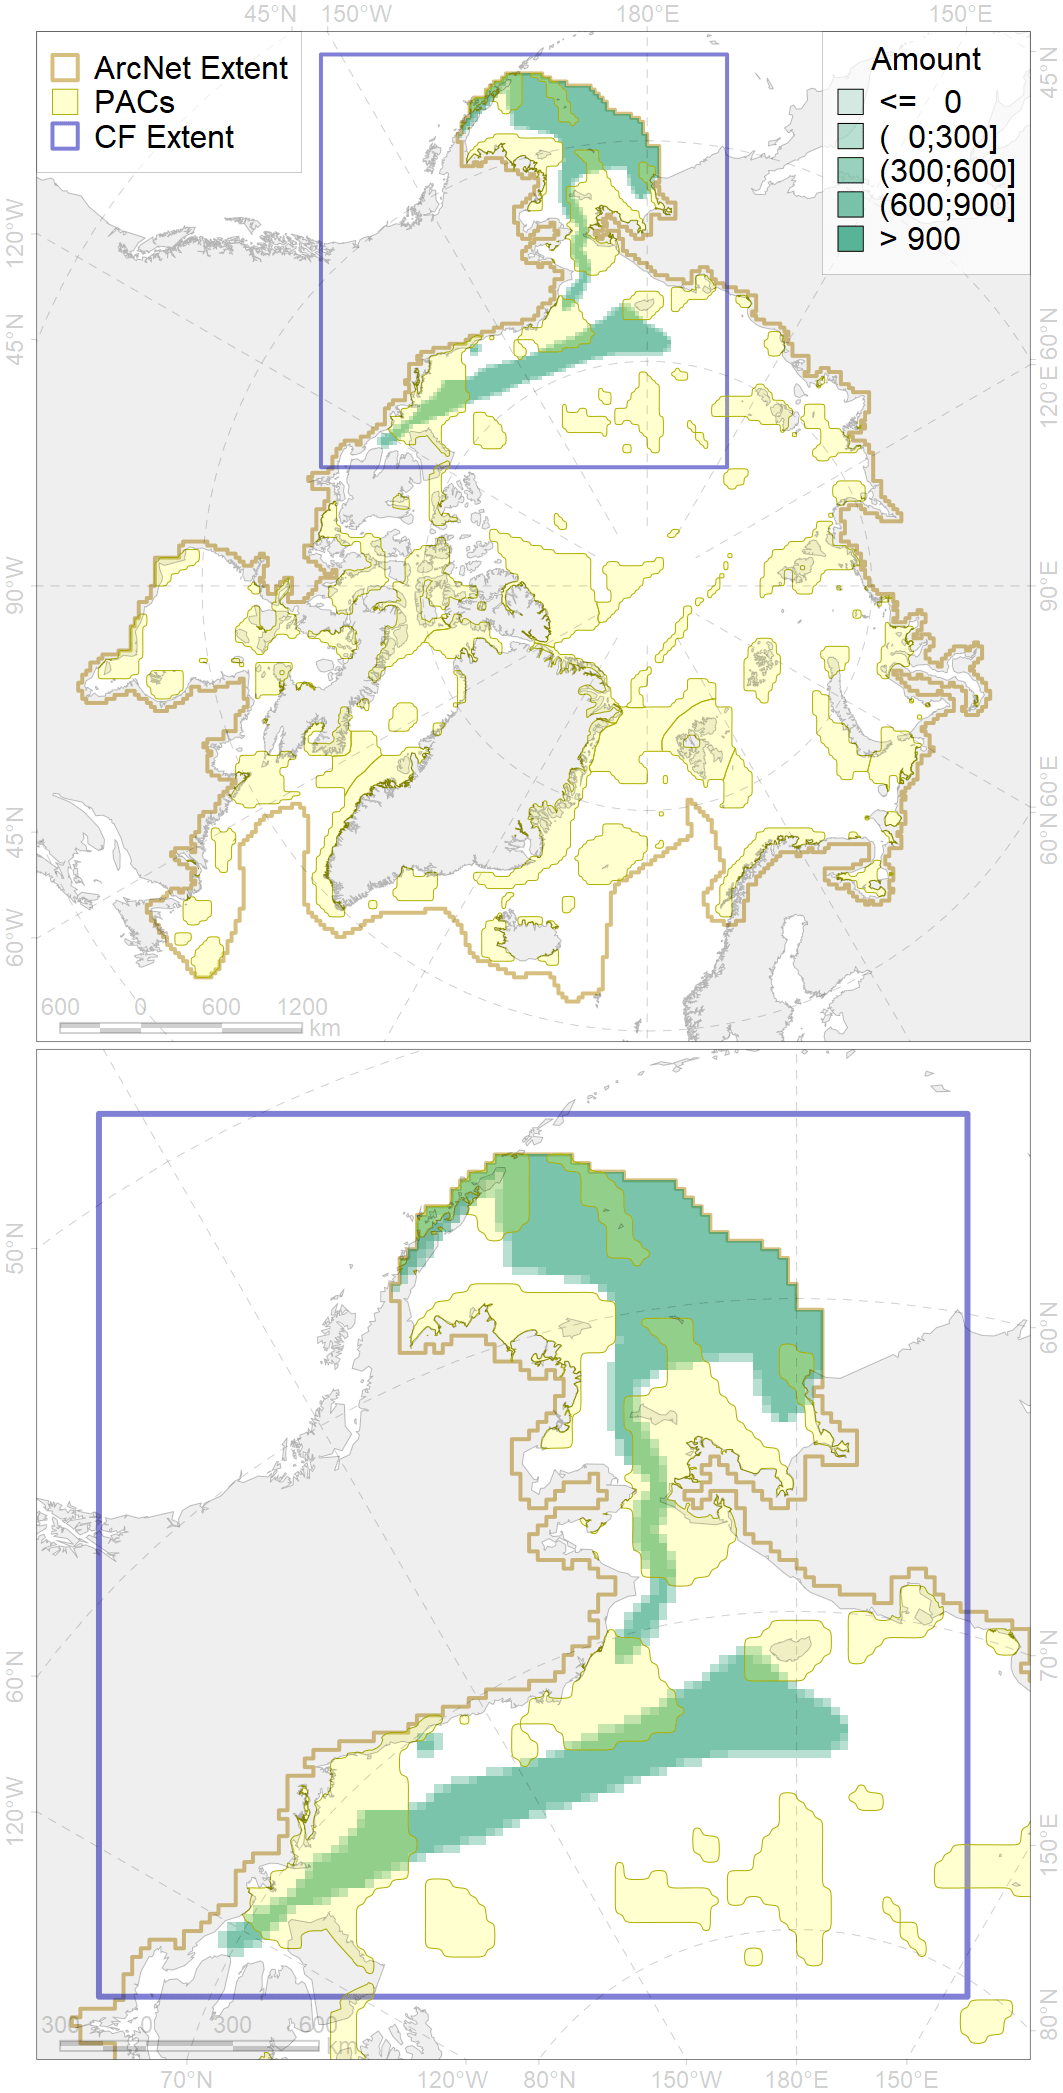 45°N 150°W 180°E 150°E
ArcNet Extent
PACs
CF Extent
Amount
<= 0
( 0;300]
(300;600]
(600;900]
> 900
120°W
45°N
90°W
45°N
60°W
45°N
60°N
120°E
90°E
60°E
60°N
600 0 600 1200
km
50°N
60°N
120°W
60°N
70°N
150°E
80°N
300 0 300 600
km
70°N 120°W 80°N 150°W 180°E 150°E